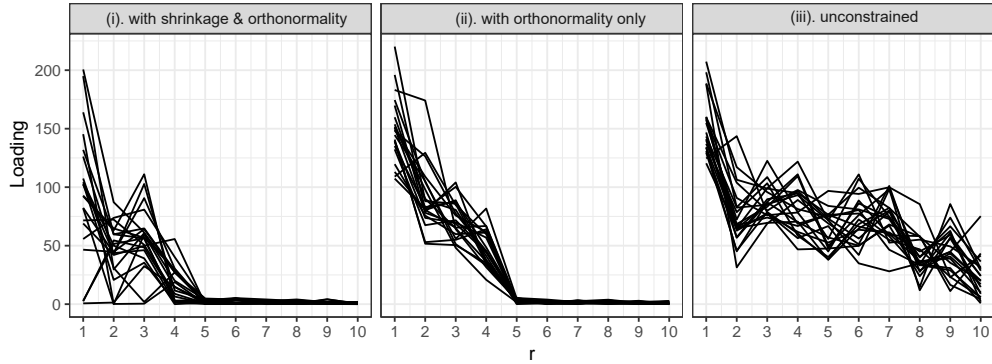 (i). with shrinkage & orthonormality
(ii). with orthonormality only
(iii). unconstrained
Loading
200
150
100
50
0
1 2 3 4 5 6 7 8 9 10
1 2 3 4 5 6 7 8 9 10
1 2 3 4 5 6 7 8 9 10
r